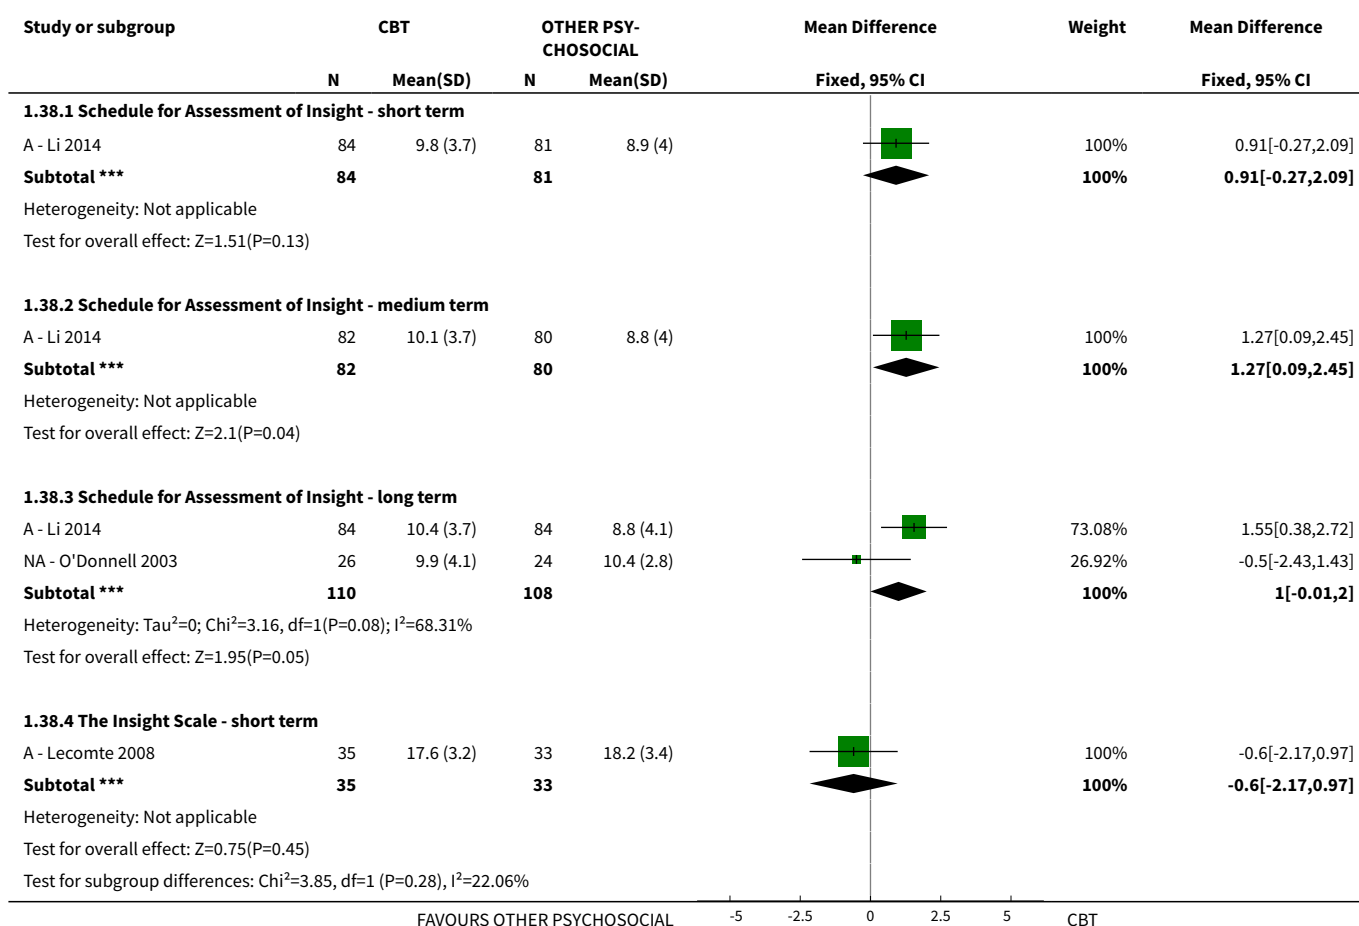 Study or subgroup CBT OTHER PSY- Mean Difference Weight Mean Difference
CHOSOCIAL
N Mean(SD) N Mean(SD) Fixed, 95% CI Fixed, 95% CI
1.38.1 Schedule for Assessment of Insight - short term
A - Li 2014 84 9.8 (3.7) 81 8.9 (4) 100% 0.91[-0.27,2.09]
Subtotal *** 84 81 100% 0.91[-0.27,2.09]
Heterogeneity: Not applicable
Test for overall effect: Z=1.51(P=0.13)
1.38.2 Schedule for Assessment of Insight - medium term
A - Li 2014 82 10.1 (3.7) 80 8.8 (4) 100% 1.27[0.09,2.45]
Subtotal *** 82 80 100% 1.27[0.09,2.45]
Heterogeneity: Not applicable
Test for overall effect: Z=2.1(P=0.04)
1.38.3 Schedule for Assessment of Insight - long term
A - Li 2014 84 10.4 (3.7) 84 8.8 (4.1) 73.08% 1.55[0.38,2.72]
NA - O'Donnell 2003 26 9.9 (4.1) 24 10.4 (2.8) 26.92% -0.5[-2.43,1.43]
Subtotal *** 110 108 100% 1[-0.01,2]
Heterogeneity: Tau²=0; Chi²=3.16, df=1(P=0.08); I²=68.31%
Test for overall effect: Z=1.95(P=0.05)
1.38.4 The Insight Scale - short term
A - Lecomte 2008 35 17.6 (3.2) 33 18.2 (3.4) 100% -0.6[-2.17,0.97]
Subtotal *** 35 33 100% -0.6[-2.17,0.97]
Heterogeneity: Not applicable
Test for overall effect: Z=0.75(P=0.45)
Test for subgroup differences: Chi²=3.85, df=1 (P=0.28), I²=22.06%
FAVOURS OTHER PSYCHOSOCIAL -5 -2.5 0 2.5 5 CBT